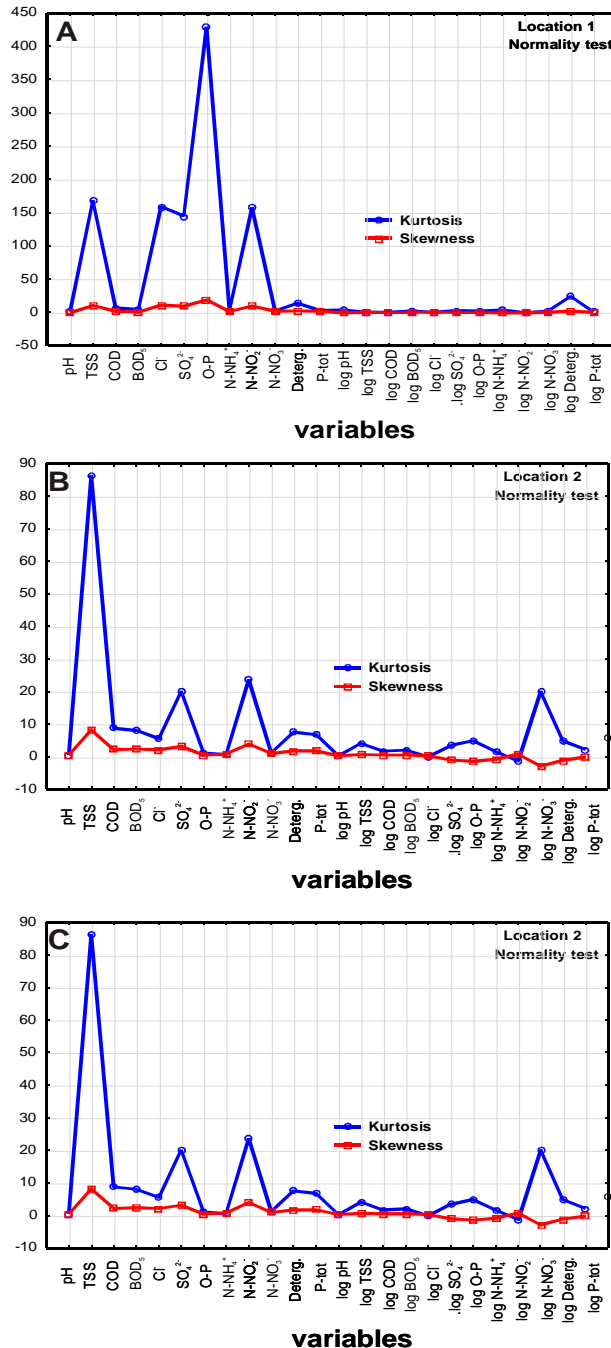 A
Location 1
Normality test
450
400
350
300
250
200
150
100
50
0
-50
Kurtosis
Skewness
pH
TSS
COD
BOD₅
Cl⁻
SO₄²⁻
O-P
N-NH₄⁺
N-NO₂⁻
N-NO₃⁻
Deterg.
P-tot
log pH
log TSS
log COD
log BOD₅
log Cl⁻
.log SO₄²⁻
log O-P
log N-NH₄⁺
log N-NO₂⁻
log N-NO₃⁻
log Deterg.
log P-tot
variables
B
Location 2
Normality test
90
80
70
60
50
40
30
20
10
0
-10
Kurtosis
Skewness
pH
TSS
COD
BOD₅
Cl⁻
SO₄²⁻
O-P
N-NH₄⁺
N-NO₂⁻
N-NO₃⁻
Deterg.
P-tot
log pH
log TSS
log COD
log BOD₅
log Cl⁻
.log SO₄²⁻
log O-P
log N-NH₄⁺
log N-NO₂⁻
log N-NO₃⁻
log Deterg.
log P-tot
variables
C
Location 2
Normality test
90
80
70
60
50
40
30
20
10
0
-10
Kurtosis
Skewness
pH
TSS
COD
BOD₅
Cl⁻
SO₄²⁻
O-P
N-NH₄⁺
N-NO₂⁻
N-NO₃⁻
Deterg.
P-tot
log pH
log TSS
log COD
log BOD₅
log Cl⁻
.log SO₄²⁻
log O-P
log N-NH₄⁺
log N-NO₂⁻
log N-NO₃⁻
log Deterg.
log P-tot
variables